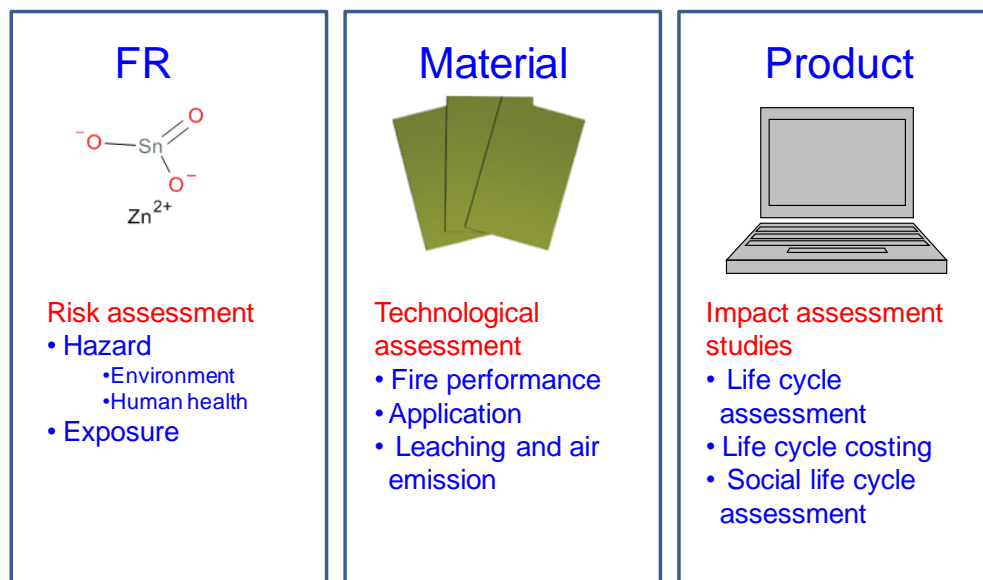 FR
O
⁻O
Sn
O⁻
Zn²⁺
Risk assessment
• Hazard
•Environment
•Human health
• Exposure
Material
Technological
assessment
• Fire performance
• Application
• Leaching and air
emission
Product
Impact assessment
studies
• Life cycle
assessment
• Life cycle costing
• Social life cycle
assessment